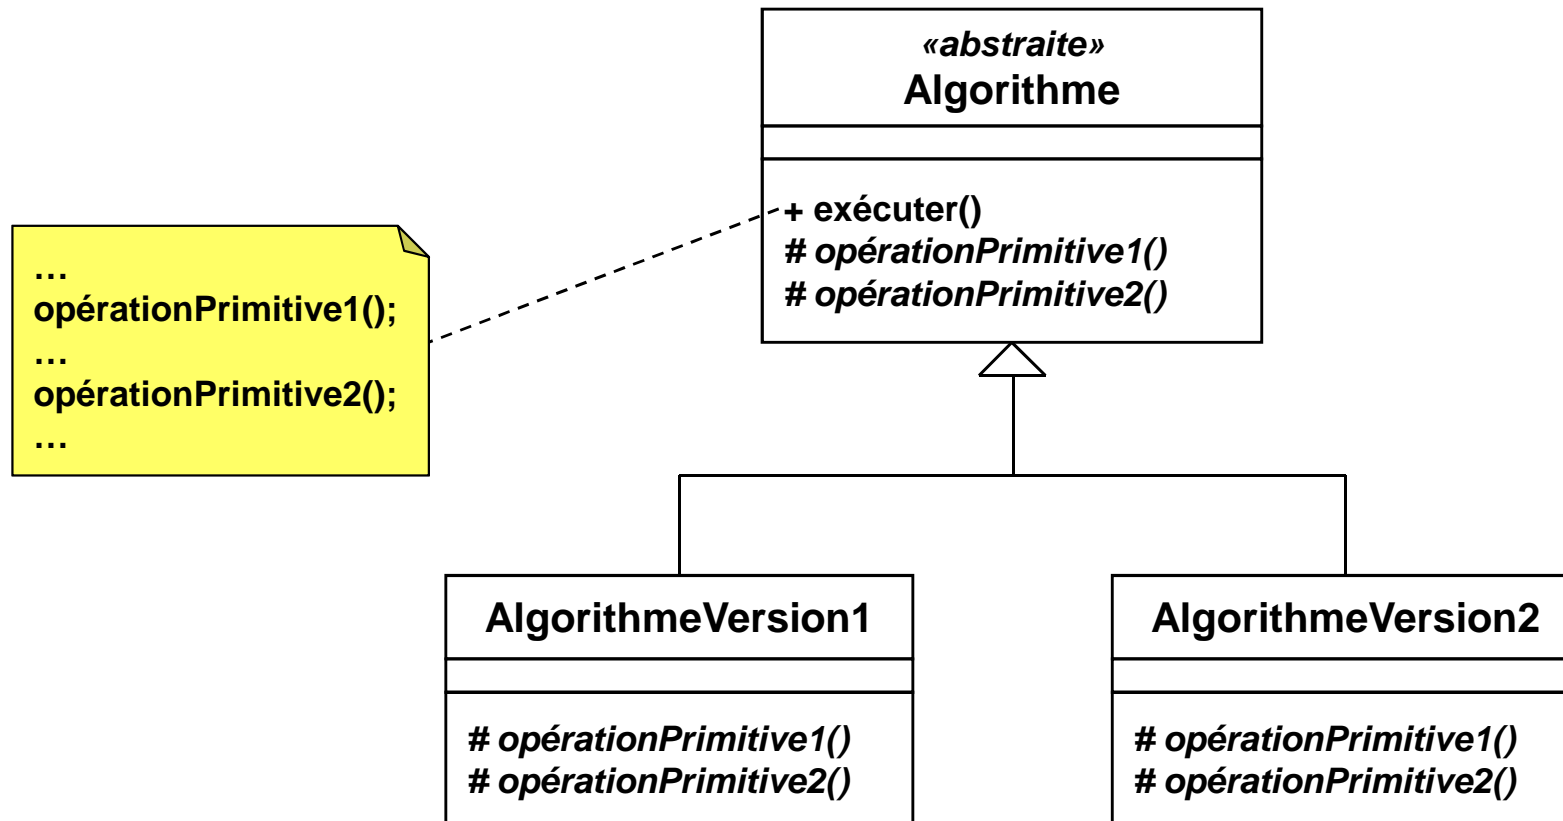 «abstraite»
Algorithme
+ exécuter()
# opérationPrimitive1()
# opérationPrimitive2()
…
opérationPrimitive1();
…
opérationPrimitive2();
…
AlgorithmeVersion1
# opérationPrimitive1()
# opérationPrimitive2()
AlgorithmeVersion2
# opérationPrimitive1()
# opérationPrimitive2()